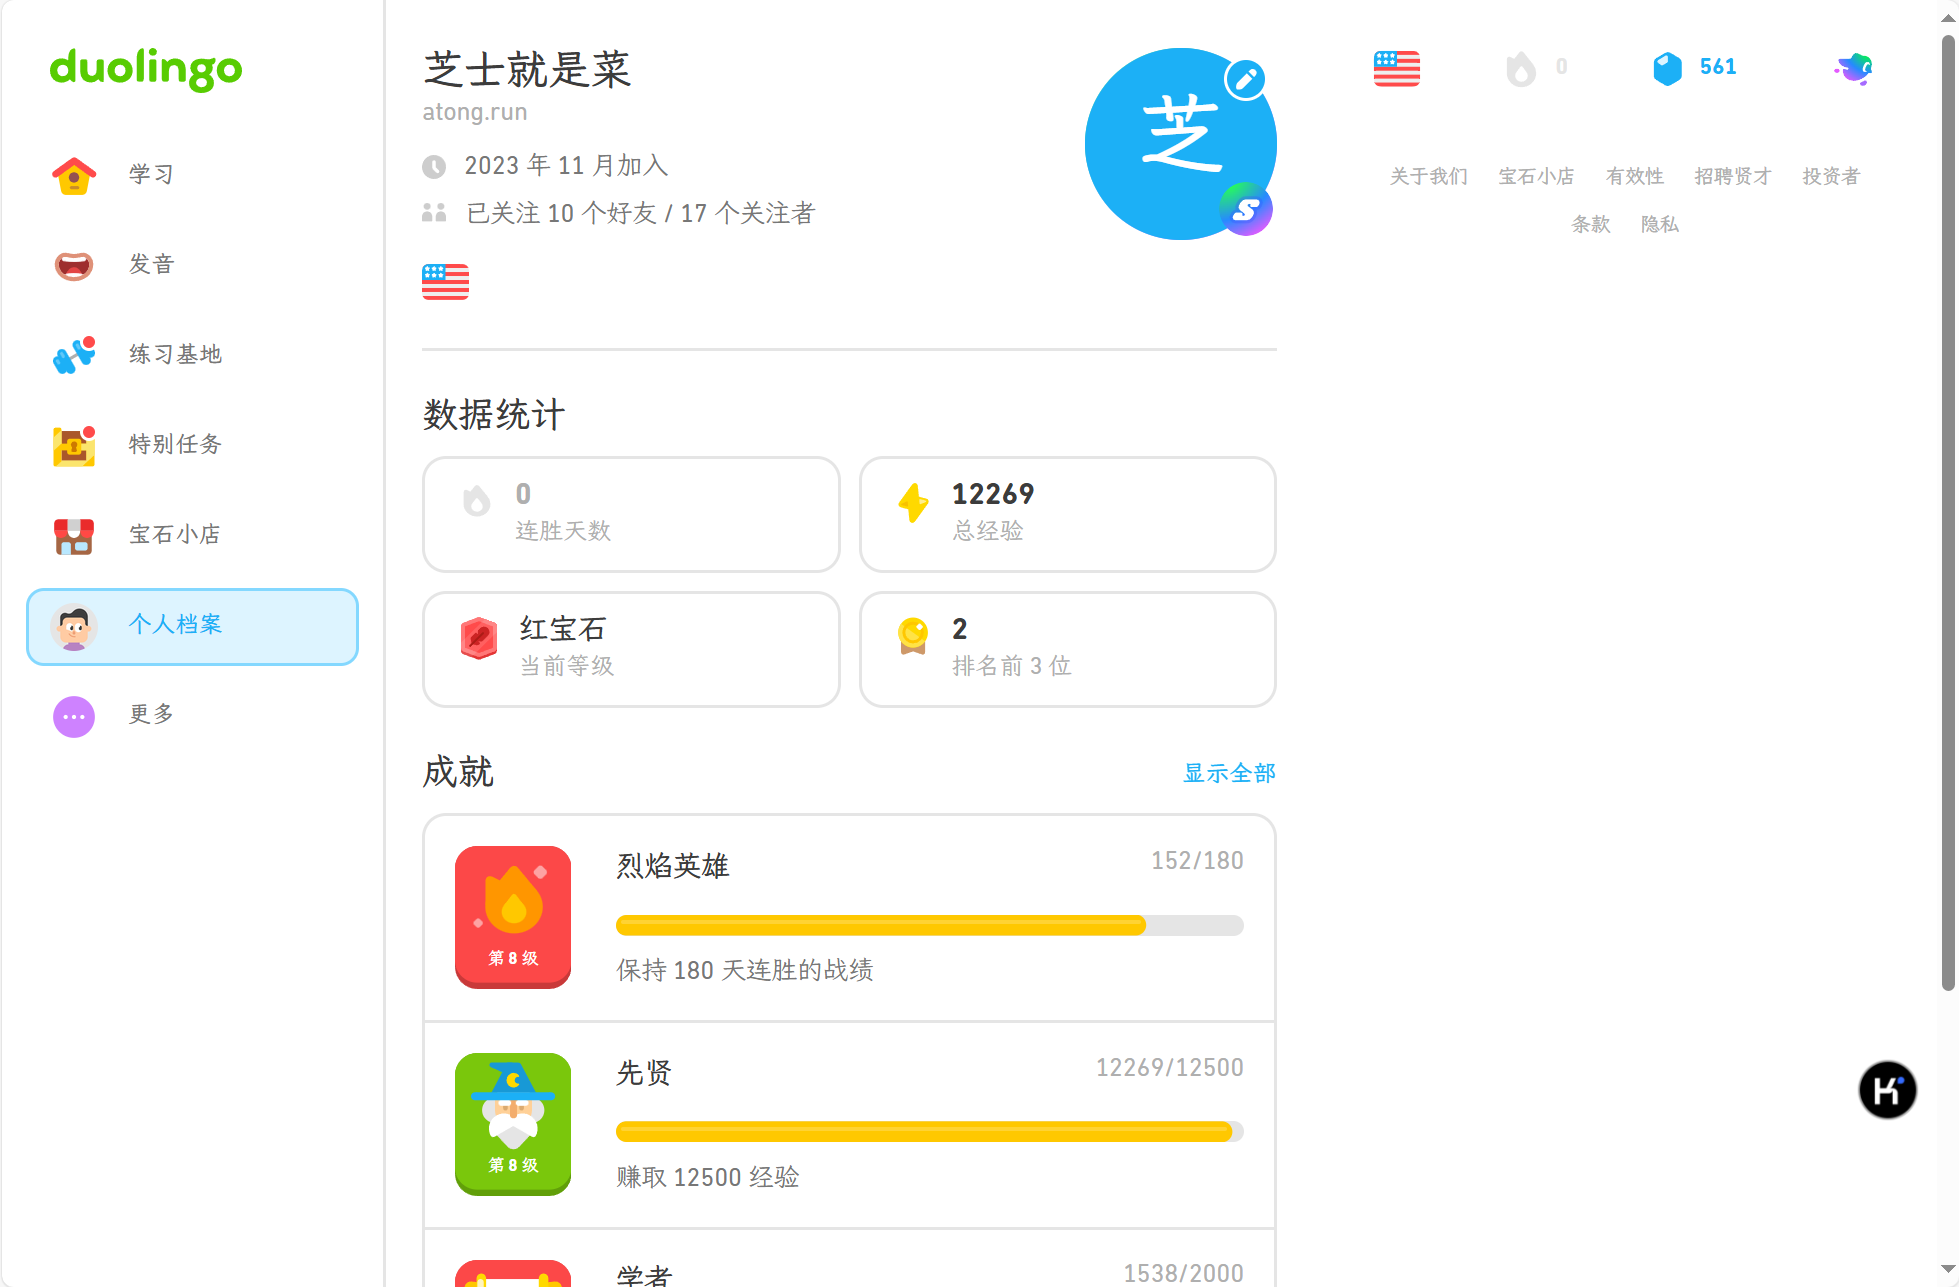 duolingo
学习
发音
练习基地
特别任务
宝石小店
个人档案
更多
芝士就是菜
atong.run
2023 年 11 月加入
已关注 10 个好友 / 17 个关注者
芝
S
数据统计
0
连胜天数
12269
总经验
红宝石
当前等级
2
排名前 3 位
成就
显示全部
第 8 级
烈焰英雄
152/180
保持 180 天连胜的战绩
第 8 级
先贤
12269/12500
赚取 12500 经验
学者
1538/2000
0
561
关于我们 宝石小店 有效性 招聘贤才 投资者
条款 隐私
K